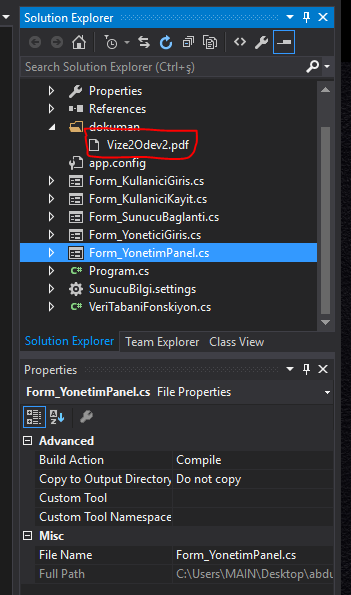 Solution Explorer
Search Solution Explorer (Ctrl+ş)
Properties
References
dokuman
Vize2Odev2.pdf
app.config
Form_KullaniciGiris.cs
Form_KullaniciKayit.cs
Form_SunucuBaglanti.cs
Form_YoneticiGiris.cs
Form_YonetimPanel.cs
Program.cs
SunucuBilgi.settings
VeriTabaniFonskiyon.cs
Solution Explorer Team Explorer Class View
Properties
Form_YonetimPanel.cs File Properties
Advanced
Build Action Compile
Copy to Output Directory Do not copy
Custom Tool
Custom Tool Namespace
Misc
File Name Form_YonetimPanel.cs
Full Path C:\Users\MAIN\Desktop\abdu